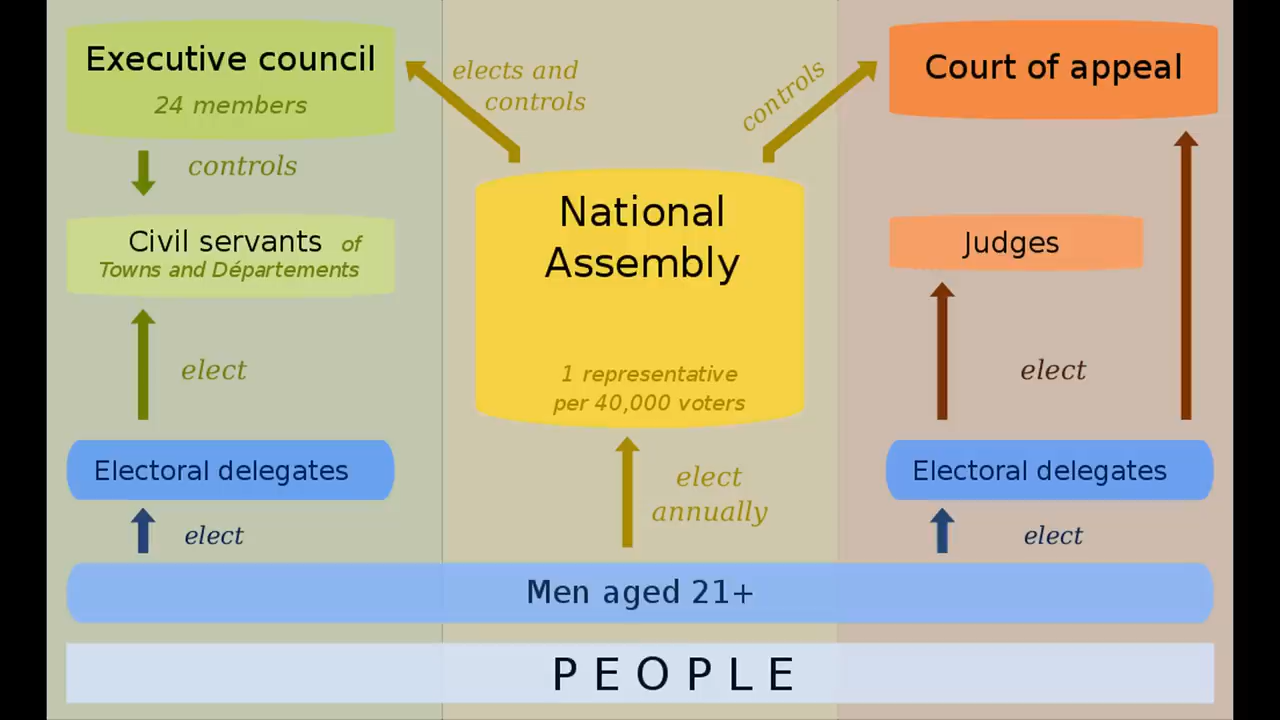 Executive council
24 members
controls
Civil servants of
Towns and Départements
elect
Electoral delegates
elect
elects and
controls
controls
National
Assembly
1 representative
per 40,000 voters
elect
annually
Court of appeal
Judges
elect
Electoral delegates
elect
Men aged 21+
PEOPLE